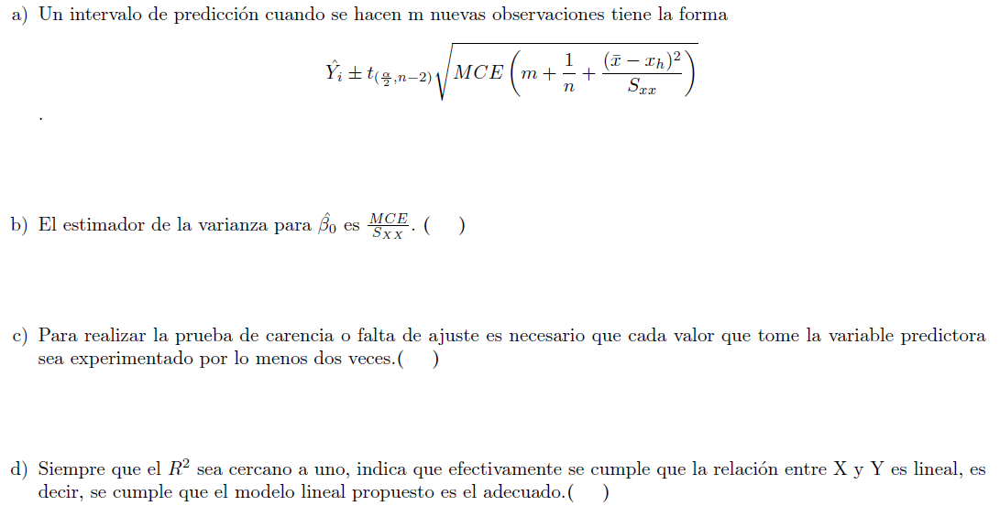 a) Un intervalo de predicción cuando se hacen m nuevas observaciones tiene la forma
$\hat{Y}_i \pm t_{(\frac{\alpha}{2},n-2)} \sqrt{MCE\left(m + \frac{1}{n} + \frac{(\bar{x} - x_h)^2}{S_{xx}}\right)}$
.
b) El estimador de la varianza para $\hat{\beta}_0$ es $\frac{MCE}{S_{XX}}$. ( )
c) Para realizar la prueba de carencia o falta de ajuste es necesario que cada valor que tome la variable predictora
sea experimentado por lo menos dos veces.( )
d) Siempre que el $R^2$ sea cercano a uno, indica que efectivamente se cumple que la relación entre X y Y es lineal, es
decir, se cumple que el modelo lineal propuesto es el adecuado.( )